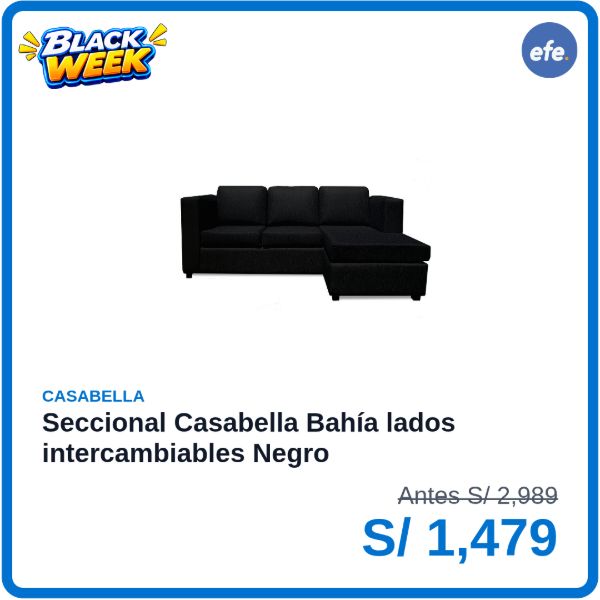 BLACK
WEEK
efe.
CASABELLA
Seccional Casabella Bahía lados
intercambiables Negro
Antes S/ 2,989
S/ 1,479